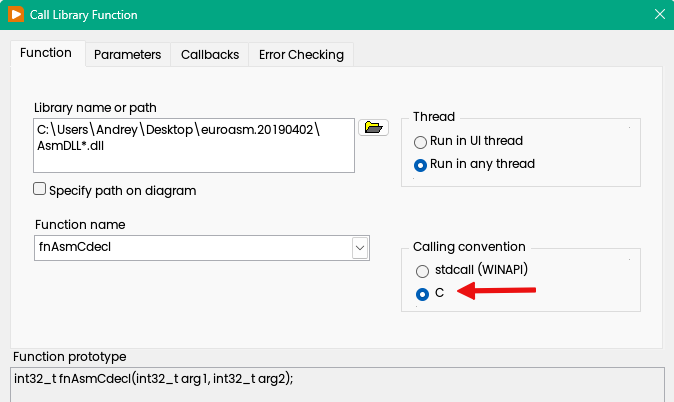 Call Library Function
Function
Parameters
Callbacks
Error Checking
Library name or path
C:\Users\Andrey\Desktop\euroasm.20190402\
AsmDLL*.dll
Specify path on diagram
Thread
Run in UI thread
Run in any thread
Function name
fnAsmCdecl
Calling convention
stdcall (WINAPI)
C
Function prototype
int32_t fnAsmCdecl(int32_t arg1, int32_t arg2);